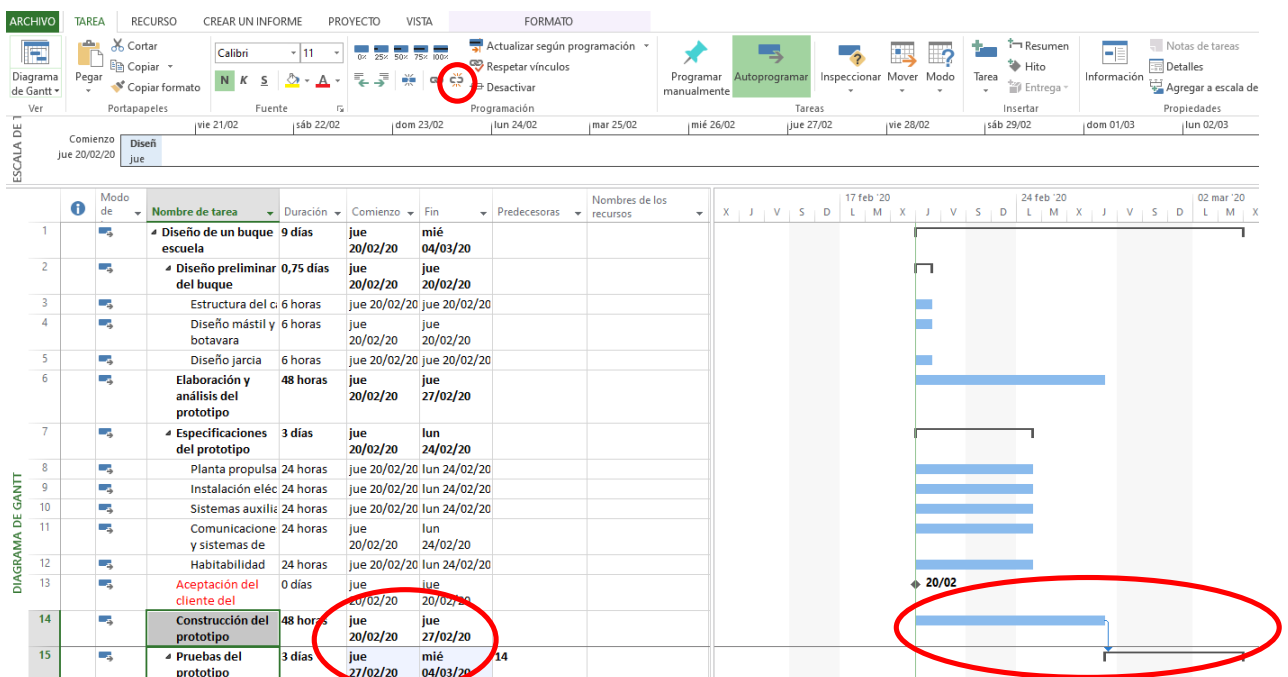 ARCHIVO TAREA RECURSO CREAR UN INFORME PROYECTO VISTA FORMATO
Diagrama de Gantt
Ver
Pegar
Cortar
Copiar
Copiar formato
Portapapeles
Calibri 11
N K S A
Fuente
0% 25% 50% 75% 100%
Actualizar según programación
Respetar vínculos
Desactivar
Programación
Programar manualmente
Autoprogramar
Inspeccionar Mover Modo
Tareas
Tarea
Resumen
Hito
Entrega
Insertar
Información
Notas de tareas
Detalles
Agregar a escala de
Propiedades
ESCALA DE T
vie 21/02 sáb 22/02 dom 23/02 lun 24/02 mar 25/02 mié 26/02 jue 27/02 vie 28/02 sáb 29/02 dom 01/03 lun 02/03
Comienzo
jue 20/02/20
Diseñ
jue
DIAGRAMA DE GANTT
Modo de Nombre de tarea Duración Comienzo Fin Predecesoras Nombres de los recursos
17 feb '20 24 feb '20 02 mar '20
X J V S D L M X J V S D L M X J V S D L M X
1 Diseño de un buque escuela 9 días jue 20/02/20 mié 04/03/20
2 Diseño preliminar del buque 0,75 días jue 20/02/20 jue 20/02/20
3 Estructura del ca 6 horas jue 20/02/20 jue 20/02/20
4 Diseño mástil y botavara 6 horas jue 20/02/20 jue 20/02/20
5 Diseño jarcia 6 horas jue 20/02/20 jue 20/02/20
6 Elaboración y análisis del prototipo 48 horas jue 20/02/20 jue 27/02/20
7 Especificaciones del prototipo 3 días jue 20/02/20 lun 24/02/20
8 Planta propulsa 24 horas jue 20/02/20 lun 24/02/20
9 Instalación eléc 24 horas jue 20/02/20 lun 24/02/20
10 Sistemas auxilia 24 horas jue 20/02/20 lun 24/02/20
11 Comunicacione y sistemas de 24 horas jue 20/02/20 lun 24/02/20
12 Habitabilidad 24 horas jue 20/02/20 lun 24/02/20
13 Aceptación del cliente del 0 días jue 20/02/20 jue 20/02/20
20/02
14 Construcción del prototipo 48 horas jue 20/02/20 jue 27/02/20
15 Pruebas del prototipo 3 días jue 27/02/20 mié 04/03/20 14